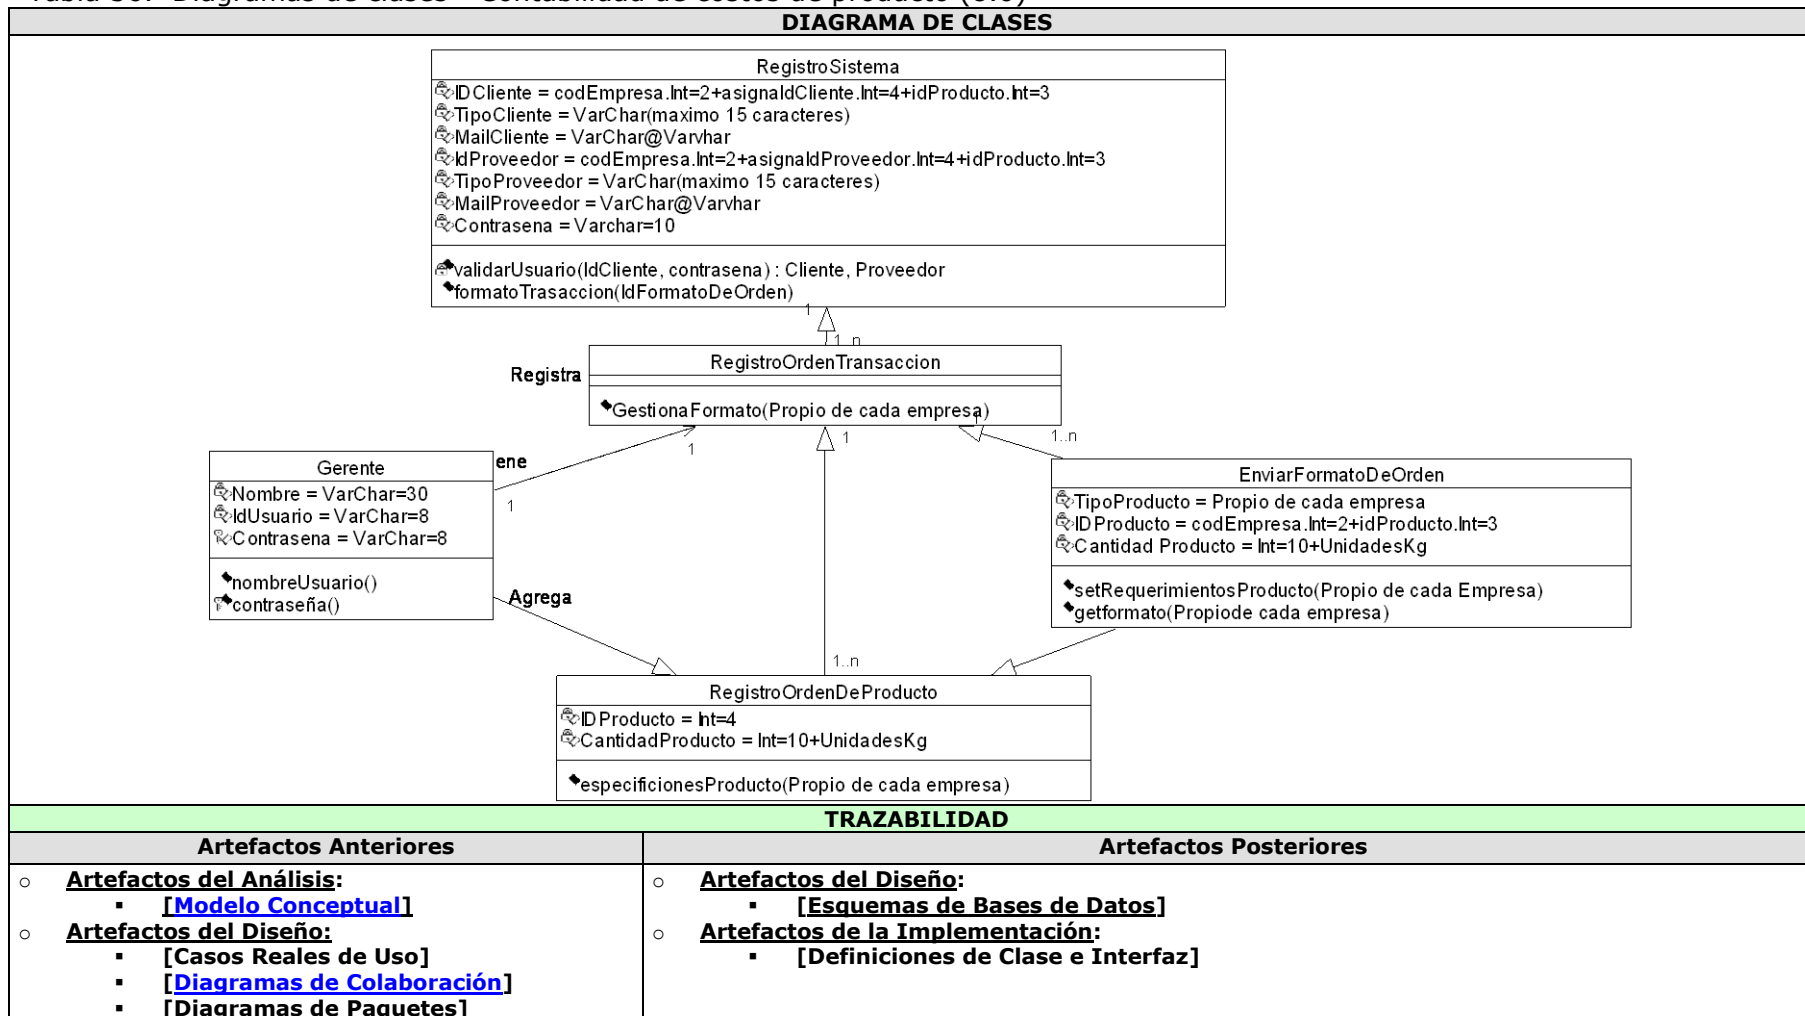 DIAGRAMA DE CLASES
RegistroSistema
IDCliente = codEmpresa.Int=2+asignaIdCliente.Int=4+idProducto.Int=3
TipoCliente = VarChar(maximo 15 caracteres)
MailCliente = VarChar@Varvhar
IdProveedor = codEmpresa.Int=2+asignaIdProveedor.Int=4+idProducto.Int=3
TipoProveedor = VarChar(maximo 15 caracteres)
MailProveedor = VarChar@Varvhar
Contrasena = Varchar=10
validarUsuario(IdCliente, contrasena) : Cliente, Proveedor
formatoTrasaccion(IdFormatoDeOrden)
1
1..n
RegistroOrdenTransaccion
Registra
GestionaFormato(Propio de cada empresa)
1
1
1
1..n
Gerente
ene
Nombre = VarChar=30
IdUsuario = VarChar=8
Contrasena = VarChar=8
1
nombreUsuario()
contraseña()
Agrega
EnviarFormatoDeOrden
TipoProducto = Propio de cada empresa
IDProducto = codEmpresa.Int=2+idProducto.Int=3
Cantidad Producto = Int=10+UnidadesKg
setRequerimientosProducto(Propio de cada Empresa)
getformato(Propiode cada empresa)
1..n
RegistroOrdenDeProducto
IDProducto = Int=4
CantidadProducto = Int=10+UnidadesKg
especificionesProducto(Propio de cada empresa)
TRAZABILIDAD
Artefactos Anteriores
Artefactos Posteriores
o Artefactos del Análisis:
▪ [Modelo Conceptual]
o Artefactos del Diseño:
▪ [Casos Reales de Uso]
▪ [Diagramas de Colaboración]
▪ [Diagramas de Paquetes]
o Artefactos del Diseño:
▪ [Esquemas de Bases de Datos]
o Artefactos de la Implementación:
▪ [Definiciones de Clase e Interfaz]